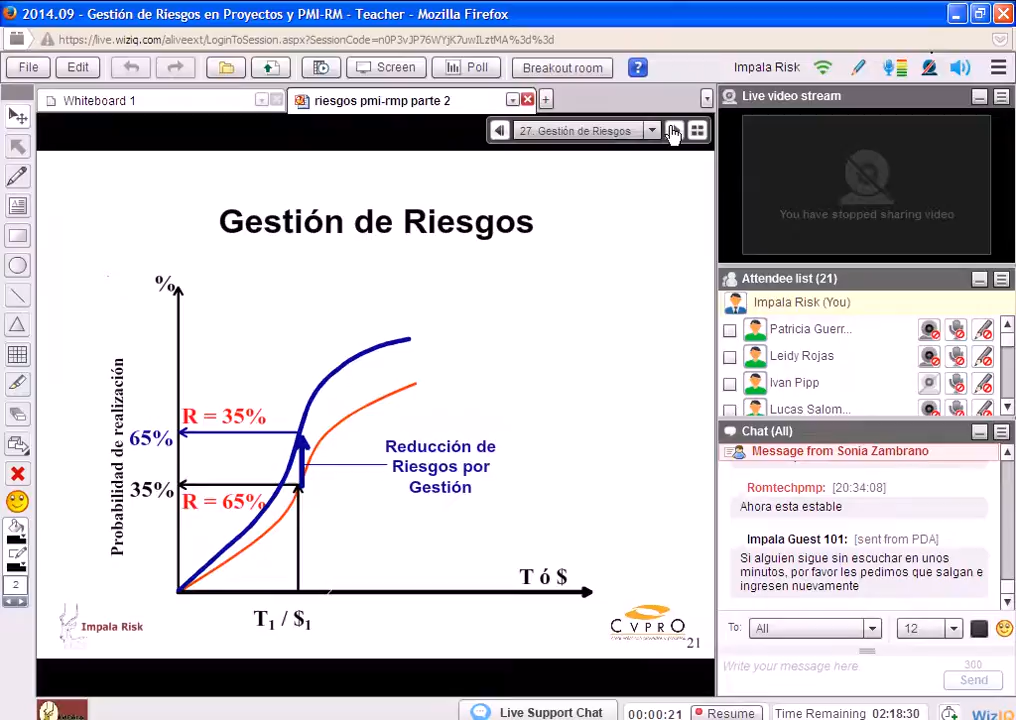 2014.09 - Gestión de Riesgos en Proyectos y PMI-RM - Teacher - Mozilla Firefox
https://live.wiziq.com/aliveext/LoginToSession.aspx?SessionCode=n0P3vJP76WYjK7uwILztMA%3d%3d
File
Edit
Screen
Poll
Breakout room
?
Impala Risk
Whiteboard 1
riesgos pmi-rmp parte 2
27. Gestión de Riesgos
Gestión de Riesgos
%
Probabilidad de realización
R = 35%
65%
35%
R = 65%
Reducción de
Riesgos por
Gestión
T ó $
T1 / $1
Impala Risk
CVPRO
21
2
Live video stream
You have stopped sharing video
Attendee list (21)
Impala Risk (You)
Patricia Guerr...
Leidy Rojas
Ivan Pipp
Lucas Salom...
Chat (All)
Message from Sonia Zambrano
Romtechpmp: [20:34:08]
Ahora esta estable
Impala Guest 101: [sent from PDA]
Si alguien sigue sin escuchar en unos
minutos, por favor les pedimos que salgan e
ingresen nuevamente
To: All 12
Write your message here
300
Send
Live Support Chat
00:00:21
Resume
Time Remaining 02:18:30
WizIQ